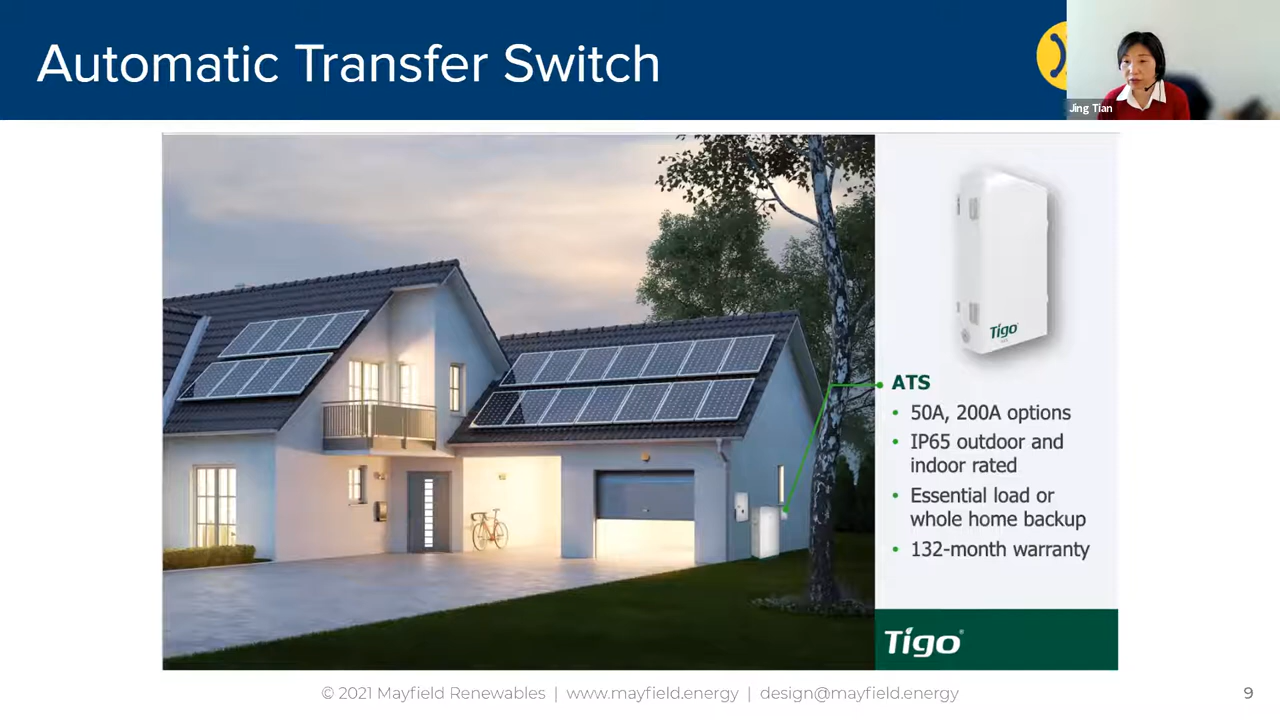 Automatic Transfer Switch
Jing Tian
Tigo
ATS
• 50A, 200A options
• IP65 outdoor and
indoor rated
• Essential load or
whole home backup
• 132-month warranty
Tigo®
© 2021 Mayfield Renewables | www.mayfield.energy | design@mayfield.energy
9